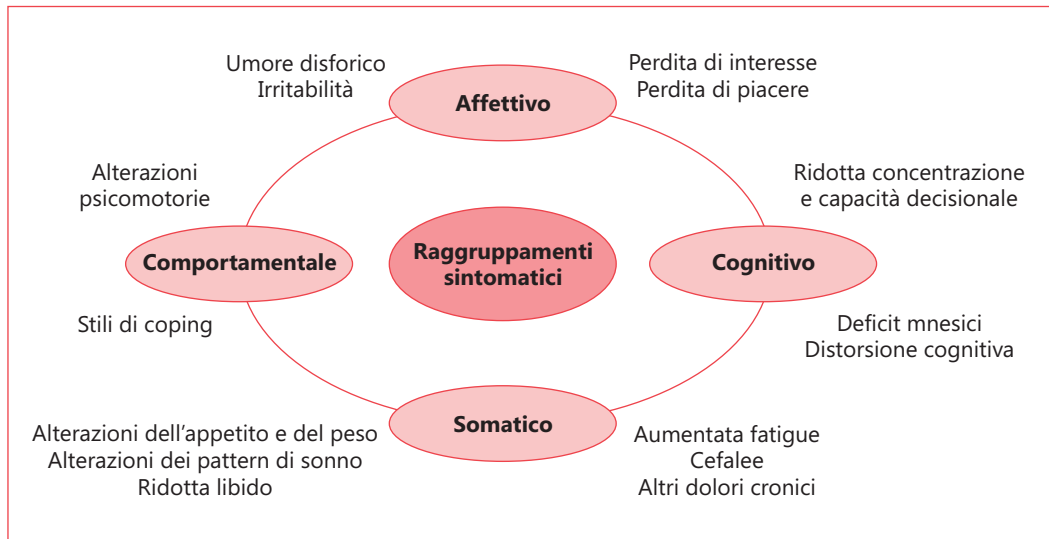 Umore disforico
Irritabilità
Perdita di interesse
Perdita di piacere
Affettivo
Alterazioni
psicomotorie
Ridotta concentrazione
e capacità decisionale
Comportamentale
Raggruppamenti
sintomatici
Cognitivo
Stili di coping
Deficit mnesici
Distorsione cognitiva
Somatico
Alterazioni dell'appetito e del peso
Alterazioni dei pattern di sonno
Ridotta libido
Aumentata fatigue
Cefalee
Altri dolori cronici